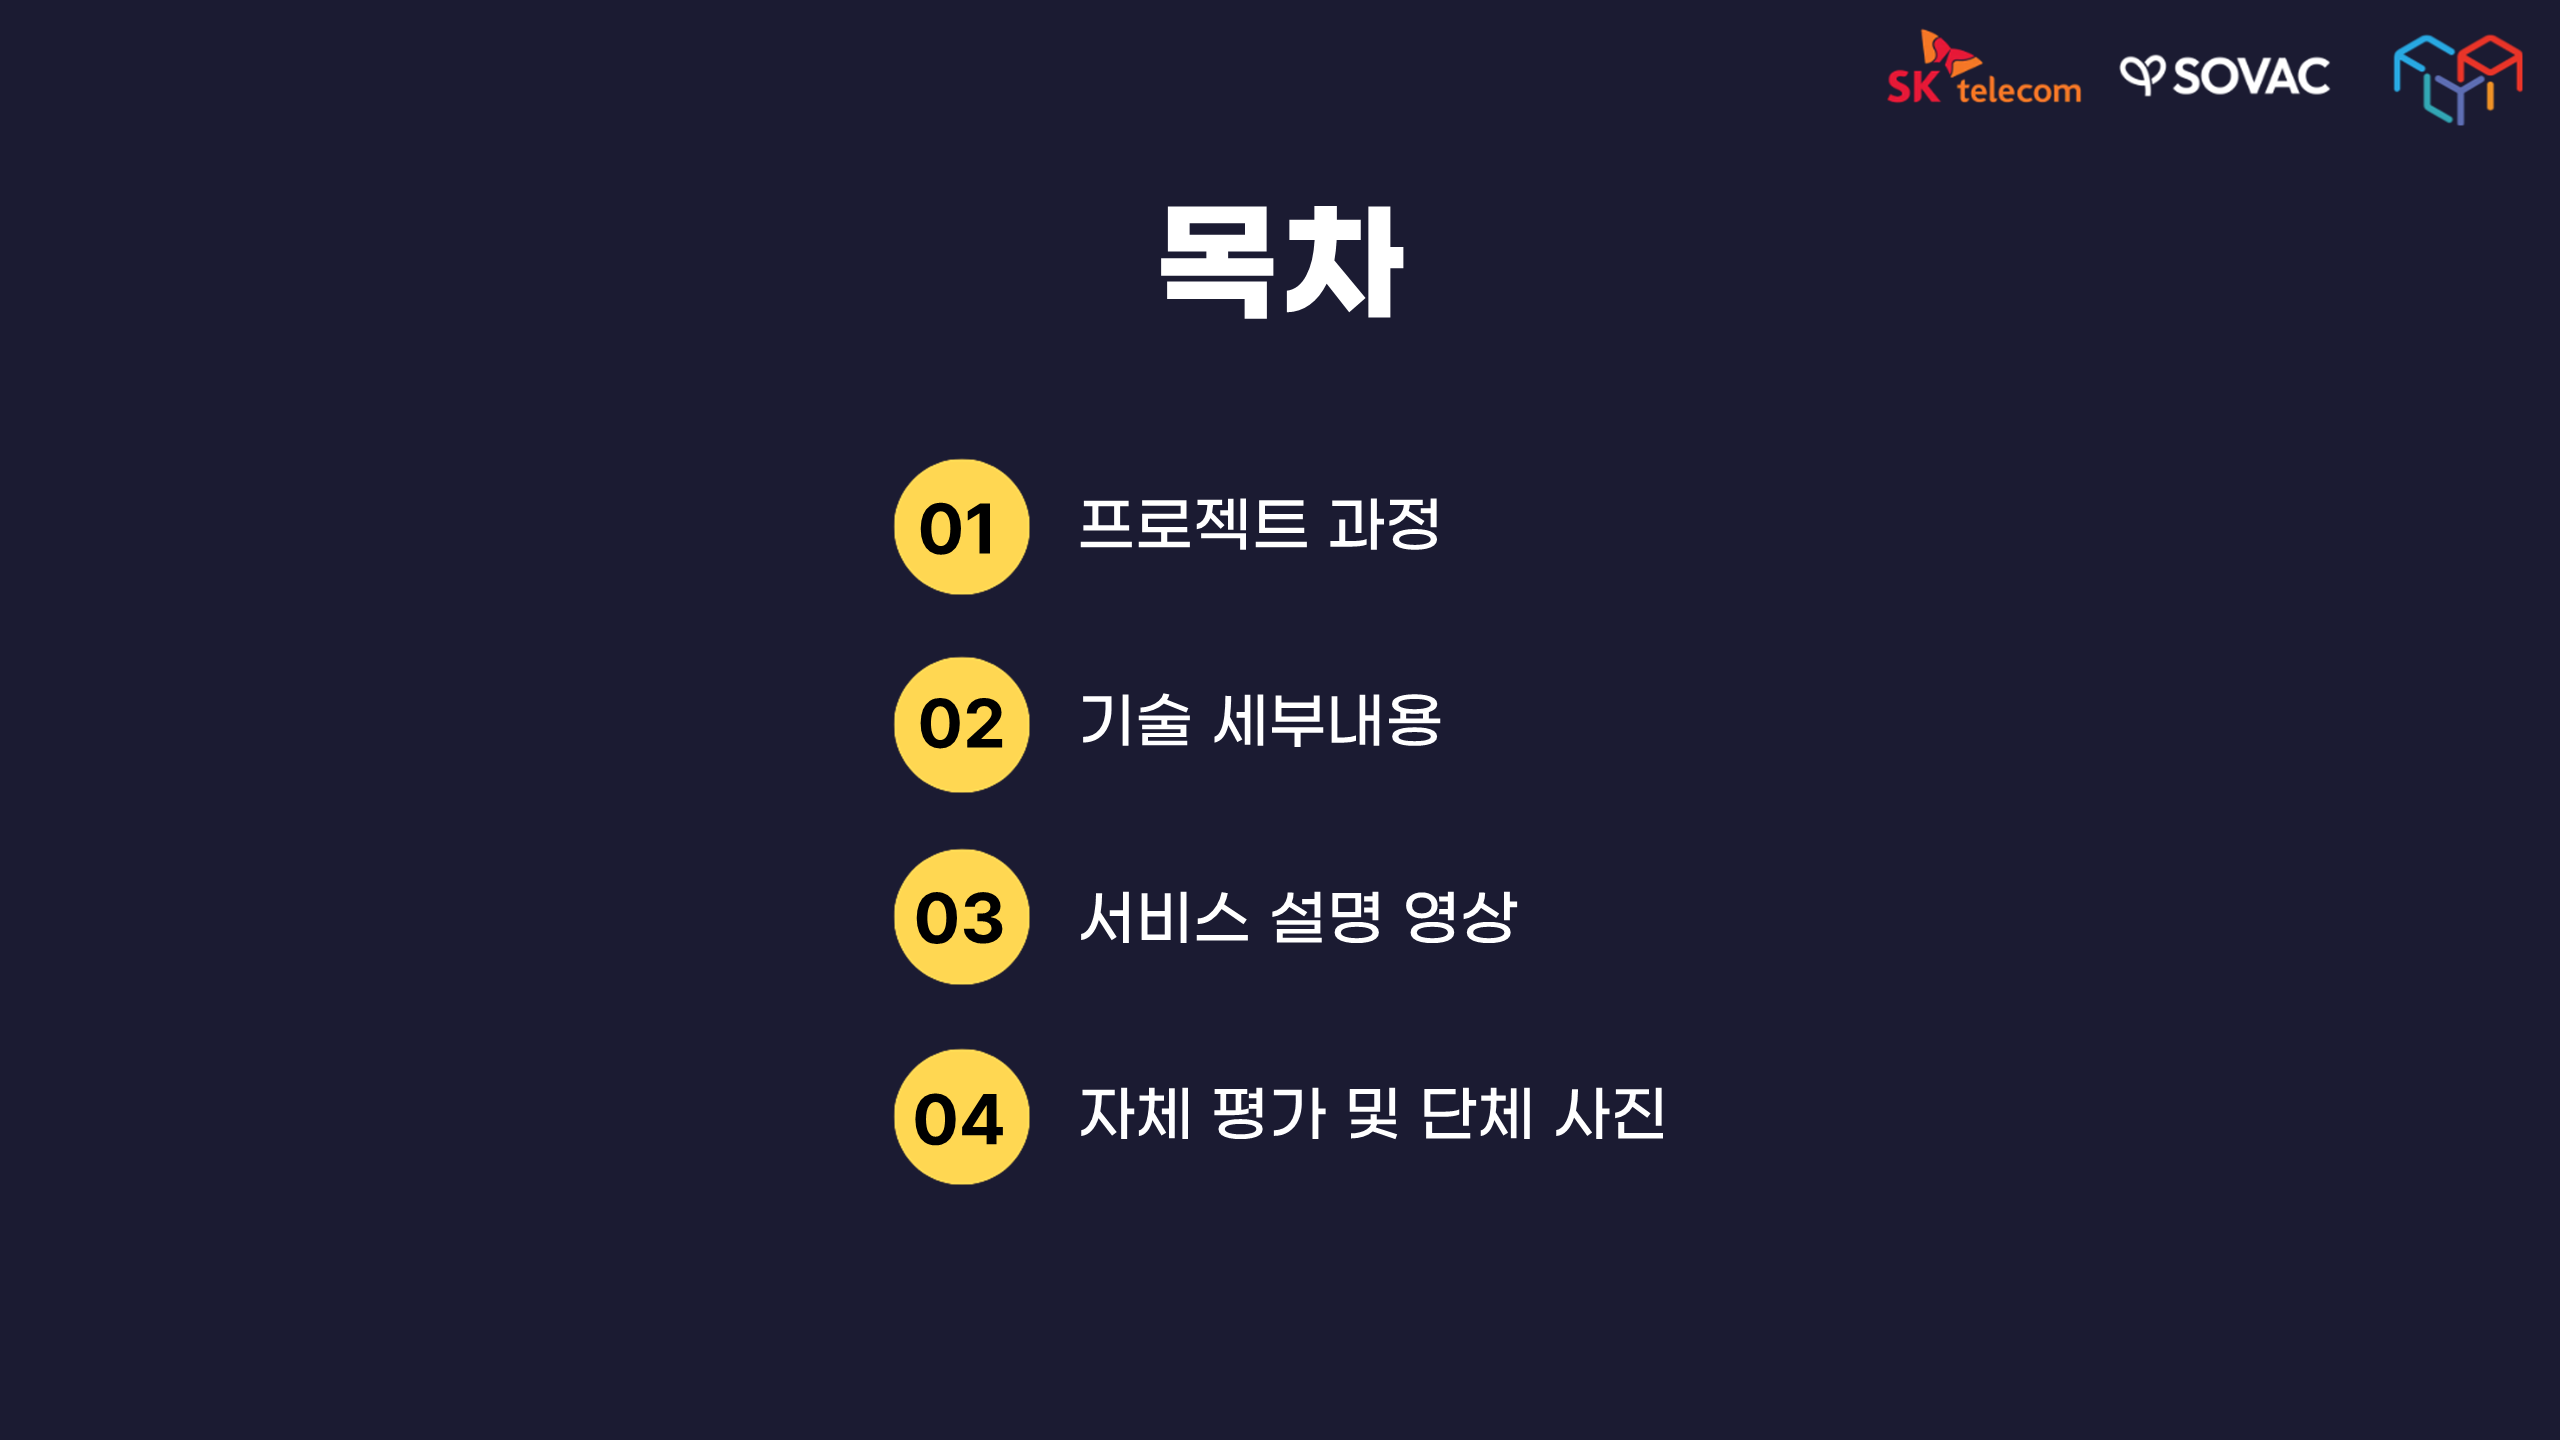 SK telecom
SOVAC
목차
01 프로젝트 과정
02 기술 세부내용
03 서비스 설명 영상
04 자체 평가 및 단체 사진